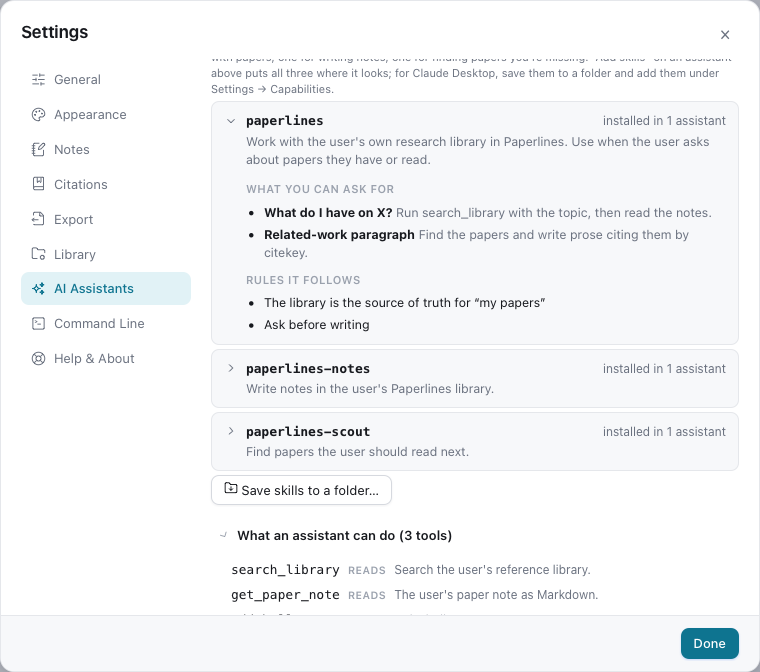 Settings
General
Appearance
Notes
Citations
Export
Library
AI Assistants
Command Line
Help & About
with papers, one for writing notes, one for finding papers you're missing. "Add skills" on an assistant
above puts all three where it looks; for Claude Desktop, save them to a folder and add them under
Settings → Capabilities.
paperlines
installed in 1 assistant
Work with the user's own research library in Paperlines. Use when the user asks
about papers they have or read.
WHAT YOU CAN ASK FOR
• What do I have on X? Run search_library with the topic, then read the notes.
• Related-work paragraph Find the papers and write prose citing them by
citekey.
RULES IT FOLLOWS
• The library is the source of truth for “my papers”
• Ask before writing
paperlines-notes
installed in 1 assistant
Write notes in the user's Paperlines library.
paperlines-scout
installed in 1 assistant
Find papers the user should read next.
Save skills to a folder...
What an assistant can do (3 tools)
search_library READS Search the user's reference library.
get_paper_note READS The user's paper note as Markdown.
Done